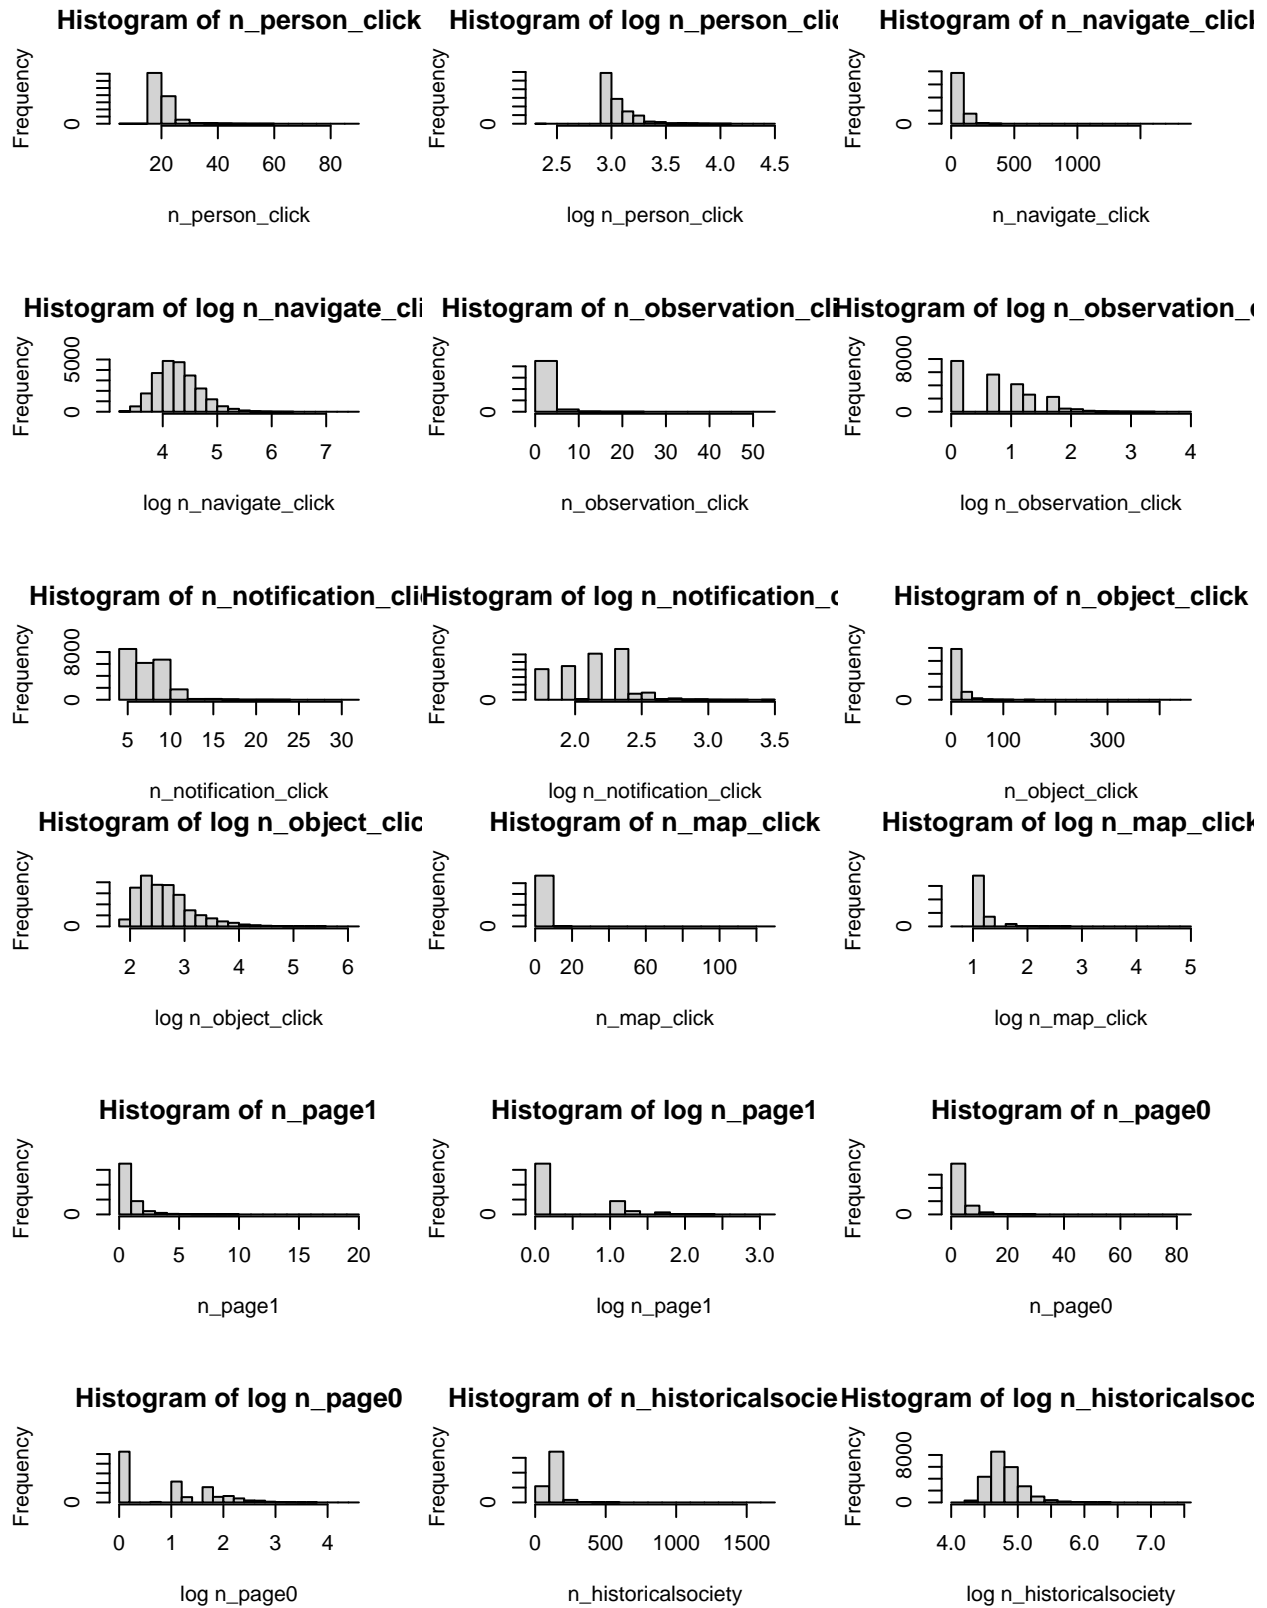 Histogram of n_person_click
Frequency
0
20 40 60 80
n_person_click
Histogram of log n_person_clic
Frequency
0
2.5 3.0 3.5 4.0 4.5
log n_person_click
Histogram of n_navigate_click
Frequency
0
0 500 1000
n_navigate_click
Histogram of log n_navigate_cli
Frequency
0 5000
4 5 6 7
log n_navigate_click
Histogram of n_observation_cli
Frequency
0
0 10 20 30 40 50
n_observation_click
Histogram of log n_observation_c
Frequency
0 8000
0 1 2 3 4
log n_observation_click
Histogram of n_notification_cli
Frequency
0 8000
5 10 15 20 25 30
n_notification_click
Histogram of log n_notification_c
Frequency
0
2.0 2.5 3.0 3.5
log n_notification_click
Histogram of n_object_click
Frequency
0
0 100 300
n_object_click
Histogram of log n_object_clic
Frequency
0
2 3 4 5 6
log n_object_click
Histogram of n_map_click
Frequency
0
0 20 60 100
n_map_click
Histogram of log n_map_click
Frequency
0
1 2 3 4 5
log n_map_click
Histogram of n_page1
Frequency
0
0 5 10 15 20
n_page1
Histogram of log n_page1
Frequency
0
0.0 1.0 2.0 3.0
log n_page1
Histogram of n_page0
Frequency
0
0 20 40 60 80
n_page0
Histogram of log n_page0
Frequency
0
0 1 2 3 4
log n_page0
Histogram of n_historicalsocie
Frequency
0
0 500 1000 1500
n_historicalsociety
Histogram of log n_historicalsoc
Frequency
0 8000
4.0 5.0 6.0 7.0
log n_historicalsociety